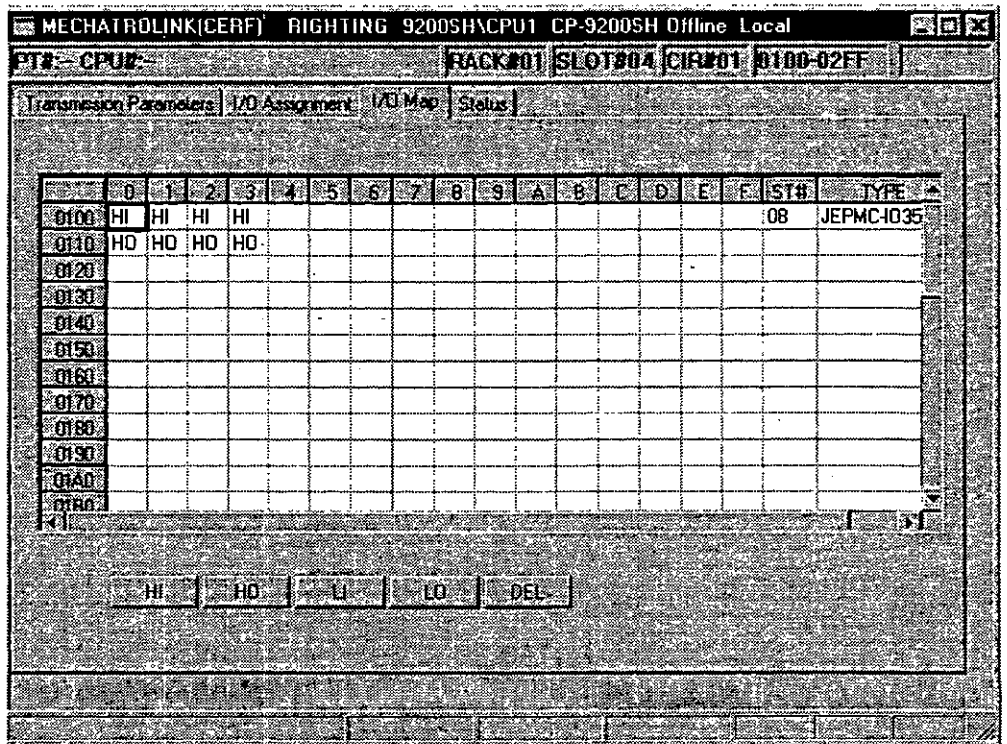 MECHATROLINK(CERF) RIGHTING 9200SH\CPU1 CP-9200SH Offline Local
PT#:- CPU#:- RACK#01 SLOT#04 CIR#01 0100-02FF
Transmission Parameters I/O Assignment I/O Map Status
0 1 2 3 4 5 6 7 8 9 A B C D E F ST# TYPE
0100 HI HI HI HI 08 JEPMC-IO35
0110 HO HO HO HO
0120
0130
0140
0150
0160
0170
0180
0190
01A0
01B0
HI HO LI LO DEL